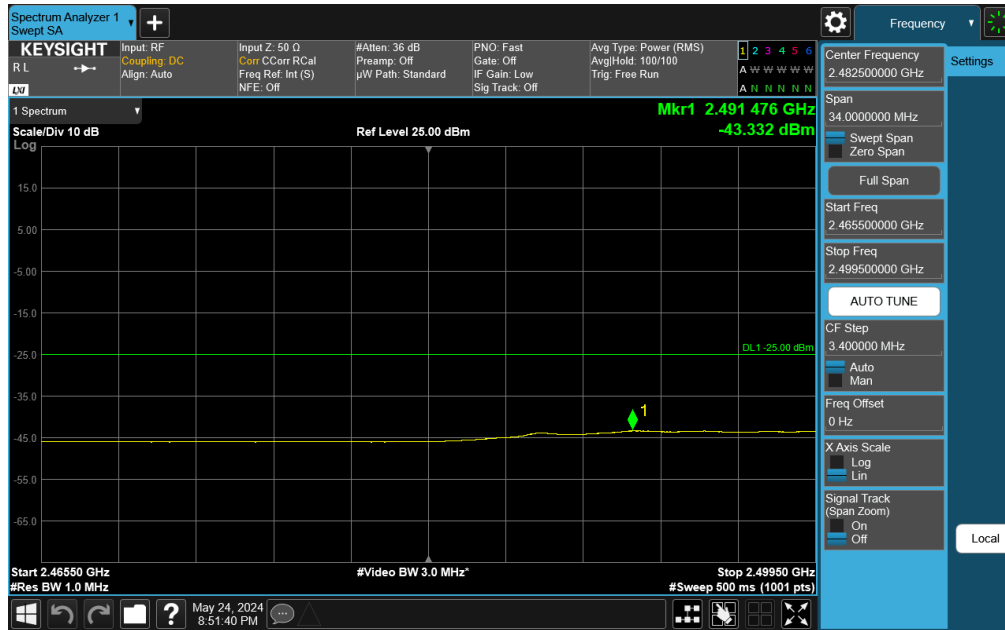 Spectrum Analyzer 1
Swept SA
Frequency
KEYSIGHT
R L
LXI
Input: RF
Coupling: DC
Align: Auto
Input Z: 50 Ω
Corr CCorr RCal
Freq Ref: Int (S)
NFE: Off
#Atten: 36 dB
Preamp: Off
µW Path: Standard
PNO: Fast
Gate: Off
IF Gain: Low
Sig Track: Off
Avg Type: Power (RMS)
Avg|Hold: 100/100
Trig: Free Run
1 2 3 4 5 6
A W W W W W
A N N N N N
1 Spectrum
Scale/Div 10 dB
Log
Ref Level 25.00 dBm
Mkr1 2.491 476 GHz
-43.332 dBm
15.0
5.00
-5.00
-15.0
-25.0
DL1 -25.00 dBm
-35.0
1
-45.0
-55.0
-65.0
Start 2.46550 GHz
#Res BW 1.0 MHz
#Video BW 3.0 MHz*
Stop 2.49950 GHz
#Sweep 500 ms (1001 pts)
May 24, 2024
8:51:40 PM
Center Frequency
2.482500000 GHz
Span
34.0000000 MHz
Swept Span
Zero Span
Full Span
Start Freq
2.465500000 GHz
Stop Freq
2.499500000 GHz
AUTO TUNE
CF Step
3.400000 MHz
Auto
Man
Freq Offset
0 Hz
X Axis Scale
Log
Lin
Signal Track
(Span Zoom)
On
Off
Settings
Local